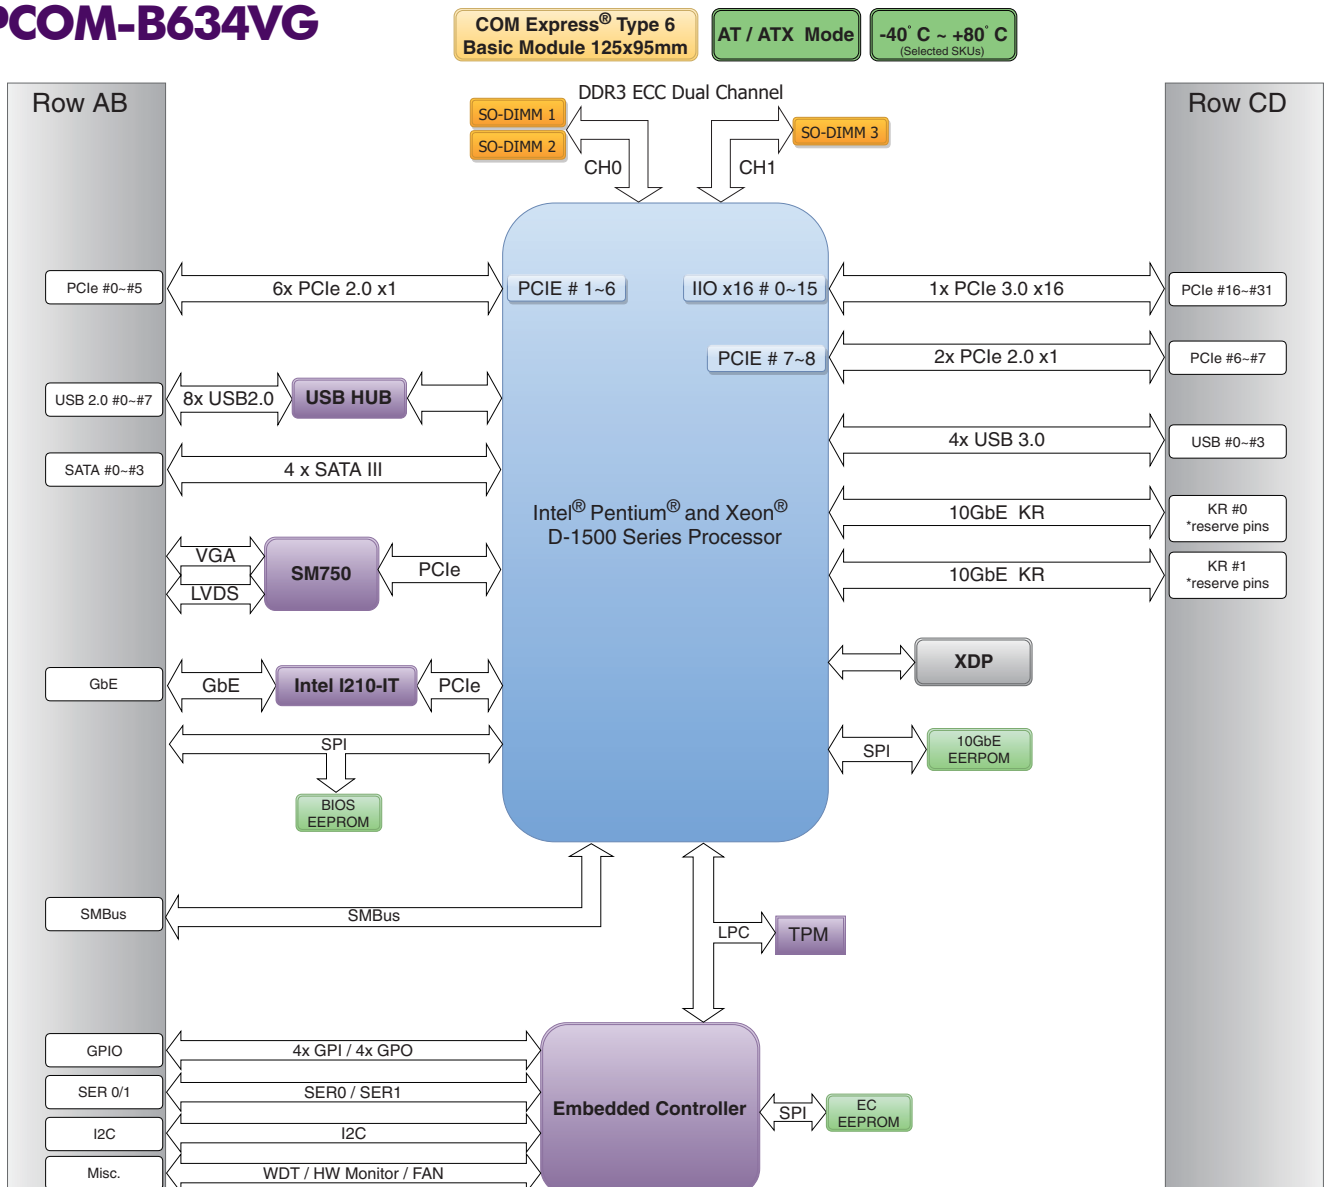 PCOM-B634VG
COM Express® Type 6
Basic Module 125x95mm
AT / ATX Mode
-40° C ~ +80° C
(Selected SKUs)
Row AB
Row CD
DDR3 ECC Dual Channel
SO-DIMM 1
SO-DIMM 2
SO-DIMM 3
CH0
CH1
PCIe #0~#5
6x PCIe 2.0 x1
PCIE # 1~6
IIO x16 # 0~15
1x PCIe 3.0 x16
PCIe #16~#31
PCIE # 7~8
2x PCIe 2.0 x1
PCIe #6~#7
USB 2.0 #0~#7
8x USB2.0
USB HUB
4x USB 3.0
USB #0~#3
SATA #0~#3
4 x SATA III
Intel® Pentium® and Xeon®
D-1500 Series Processor
10GbE KR
KR #0
*reserve pins
VGA
LVDS
SM750
PCIe
10GbE KR
KR #1
*reserve pins
XDP
GbE
GbE
Intel I210-IT
PCIe
SPI
BIOS
EEPROM
SPI
10GbE
EERPOM
SMBus
SMBus
LPC
TPM
GPIO
4x GPI / 4x GPO
SER 0/1
SER0 / SER1
Embedded Controller
SPI
EC
EEPROM
I2C
I2C
Misc.
WDT / HW Monitor / FAN